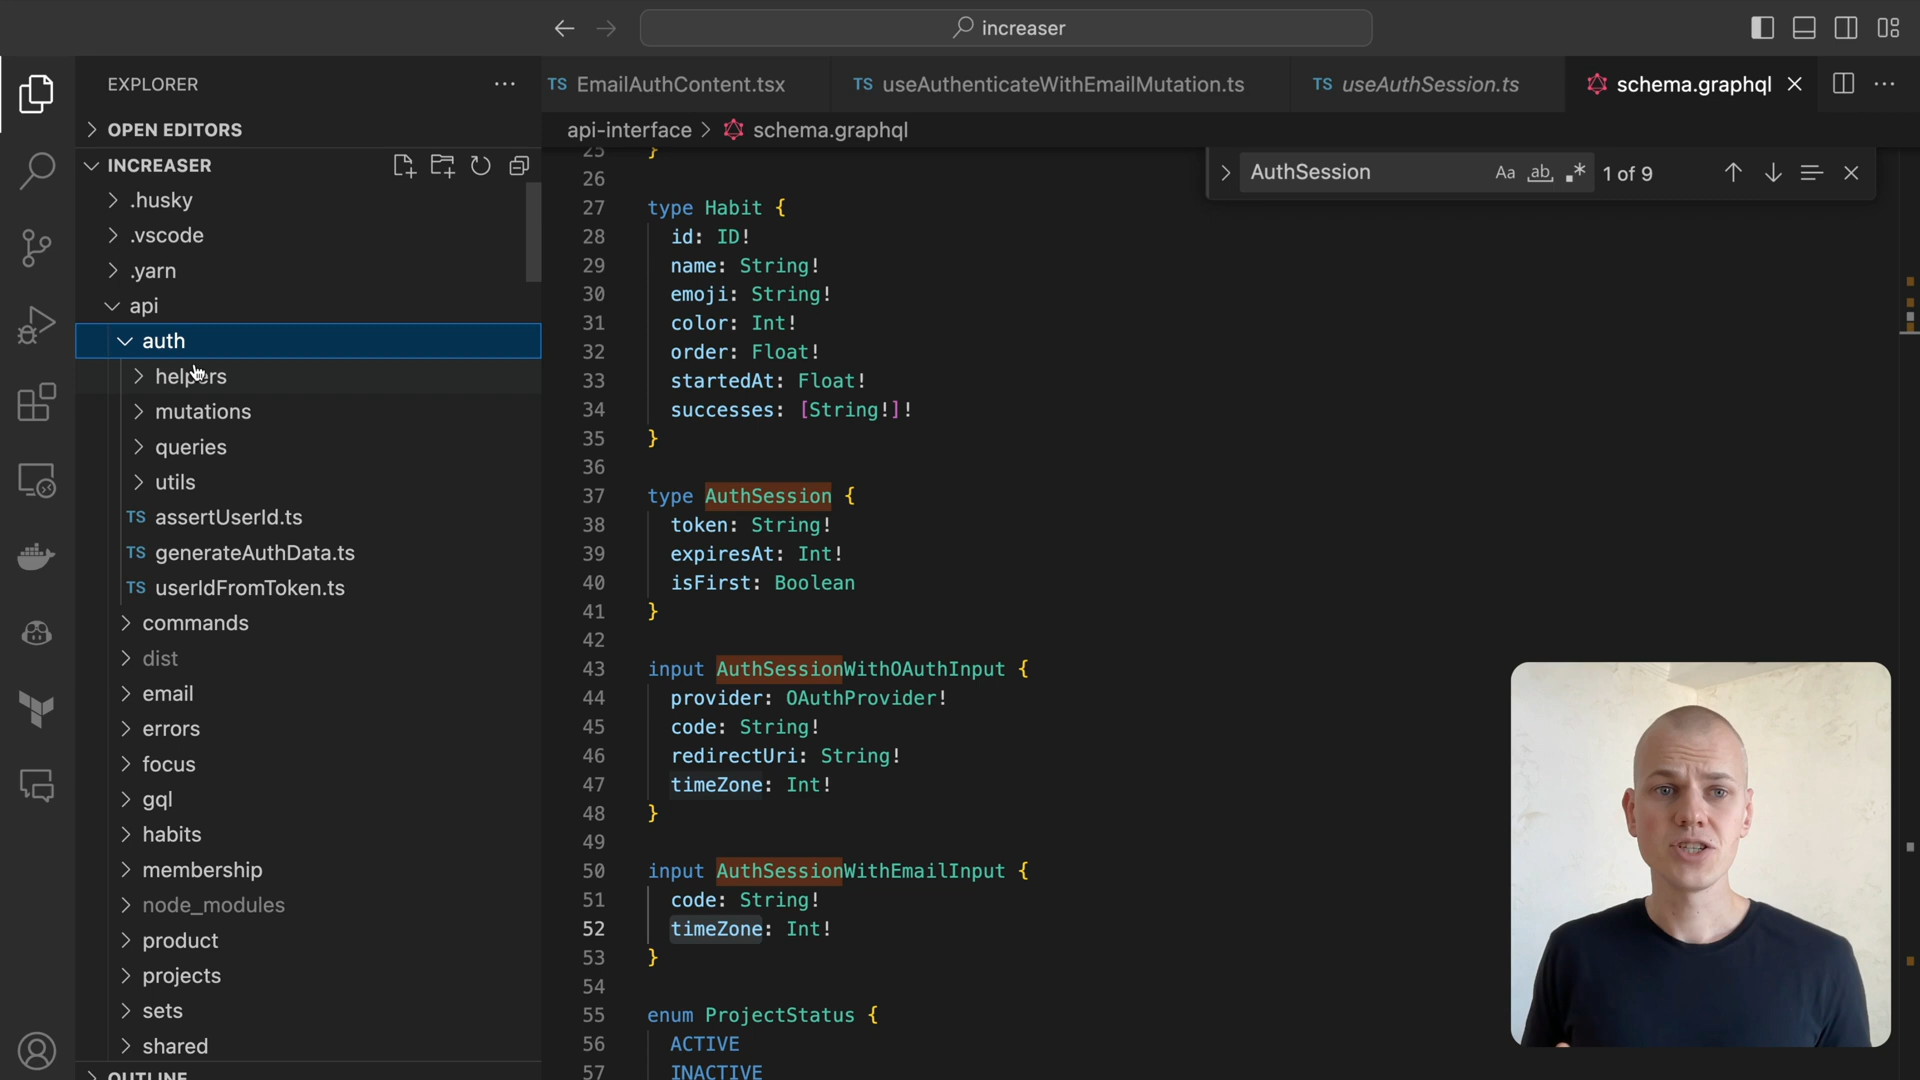 increaser
EXPLORER
TS EmailAuthContent.tsx
TS useAuthenticateWithEmailMutation.ts
TS useAuthSession.ts
schema.graphql
OPEN EDITORS
INCREASER
.husky
.vscode
.yarn
api
auth
helpers
mutations
queries
utils
TS assertUserId.ts
TS generateAuthData.ts
TS userIdFromToken.ts
commands
dist
email
errors
focus
gql
habits
membership
node_modules
product
projects
sets
shared
OUTLINE
api-interface > schema.graphql
AuthSession Aa ab .* 1 of 9
25 }
26
27 type Habit {
28 id: ID!
29 name: String!
30 emoji: String!
31 color: Int!
32 order: Float!
33 startedAt: Float!
34 successes: [String!]!
35 }
36
37 type AuthSession {
38 token: String!
39 expiresAt: Int!
40 isFirst: Boolean
41 }
42
43 input AuthSessionWithOAuthInput {
44 provider: OAuthProvider!
45 code: String!
46 redirectUri: String!
47 timeZone: Int!
48 }
49
50 input AuthSessionWithEmailInput {
51 code: String!
52 timeZone: Int!
53 }
54
55 enum ProjectStatus {
56 ACTIVE
57 INACTIVE